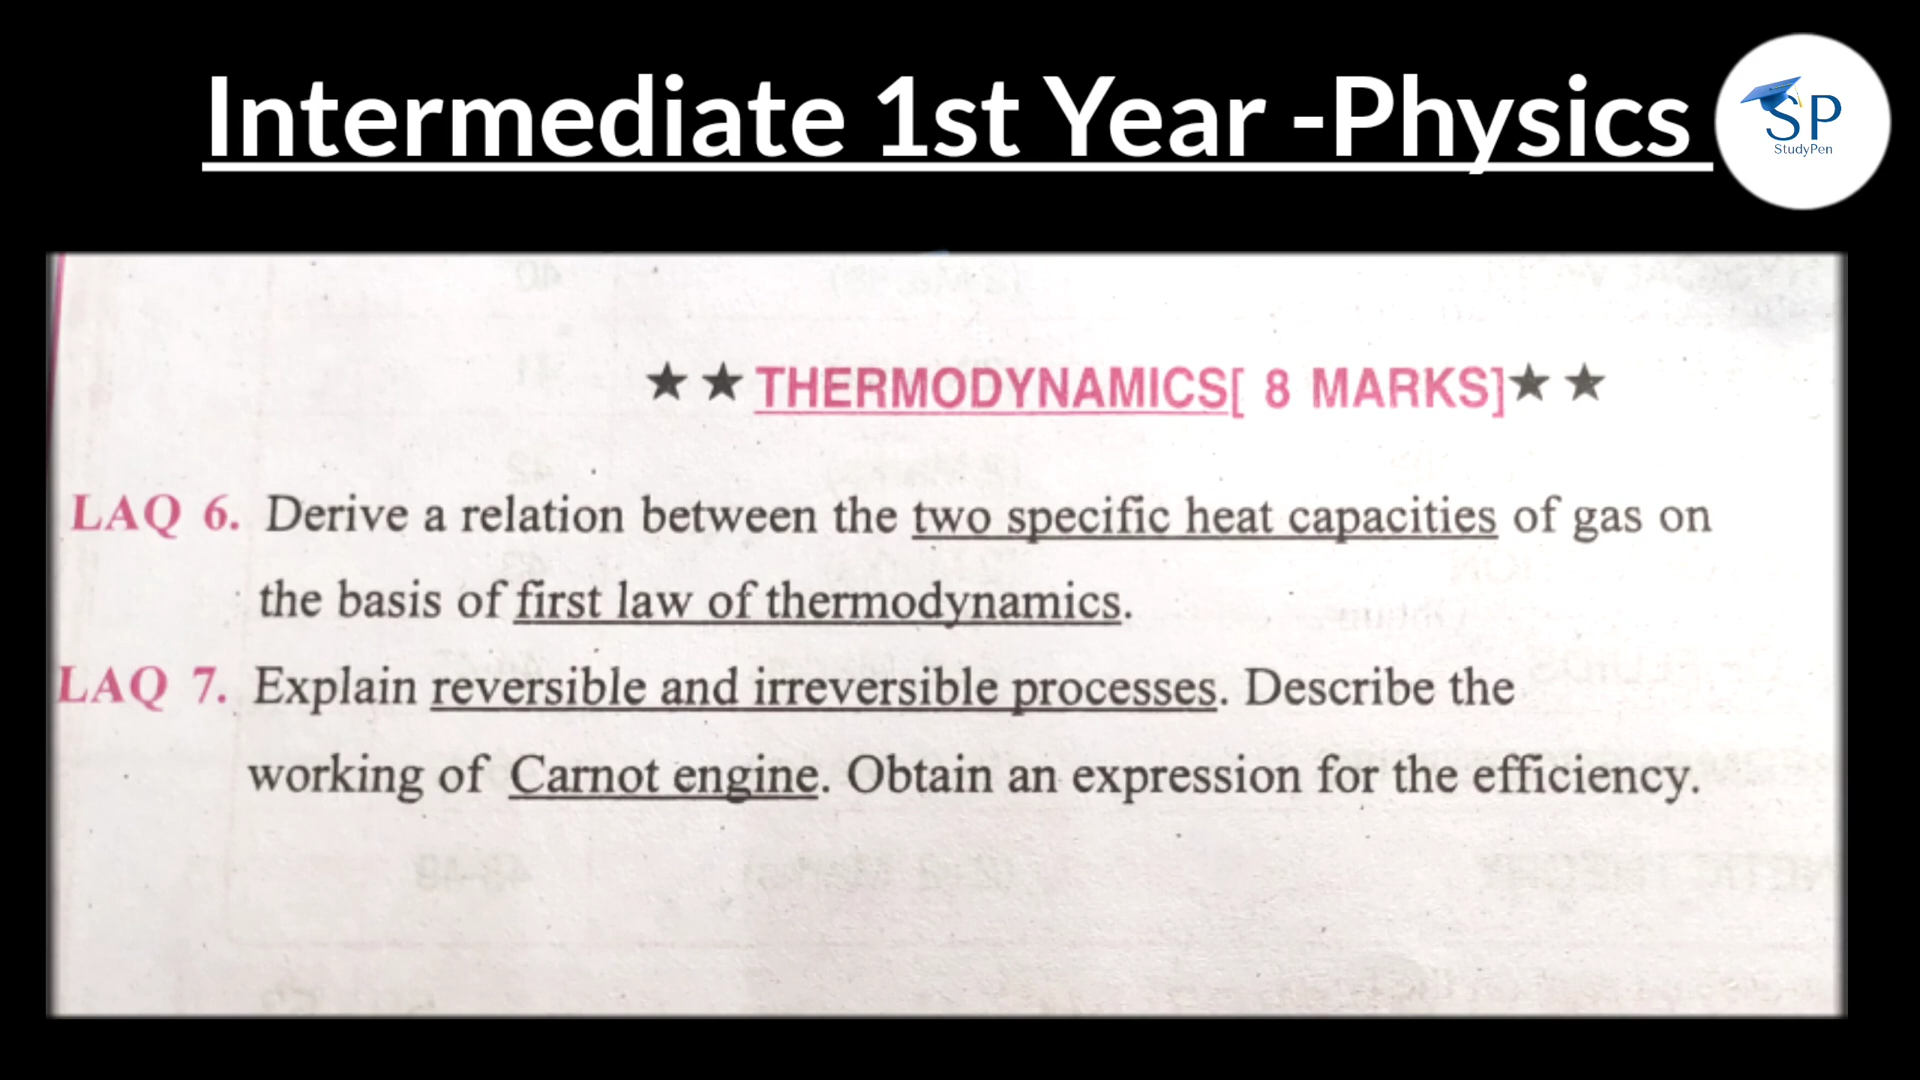 Intermediate 1st Year -Physics
SP
StudyPen
★ ★ THERMODYNAMICS[ 8 MARKS]★ ★
LAQ 6. Derive a relation between the two specific heat capacities of gas on
the basis of first law of thermodynamics.
LAQ 7. Explain reversible and irreversible processes. Describe the
working of Carnot engine. Obtain an expression for the efficiency.